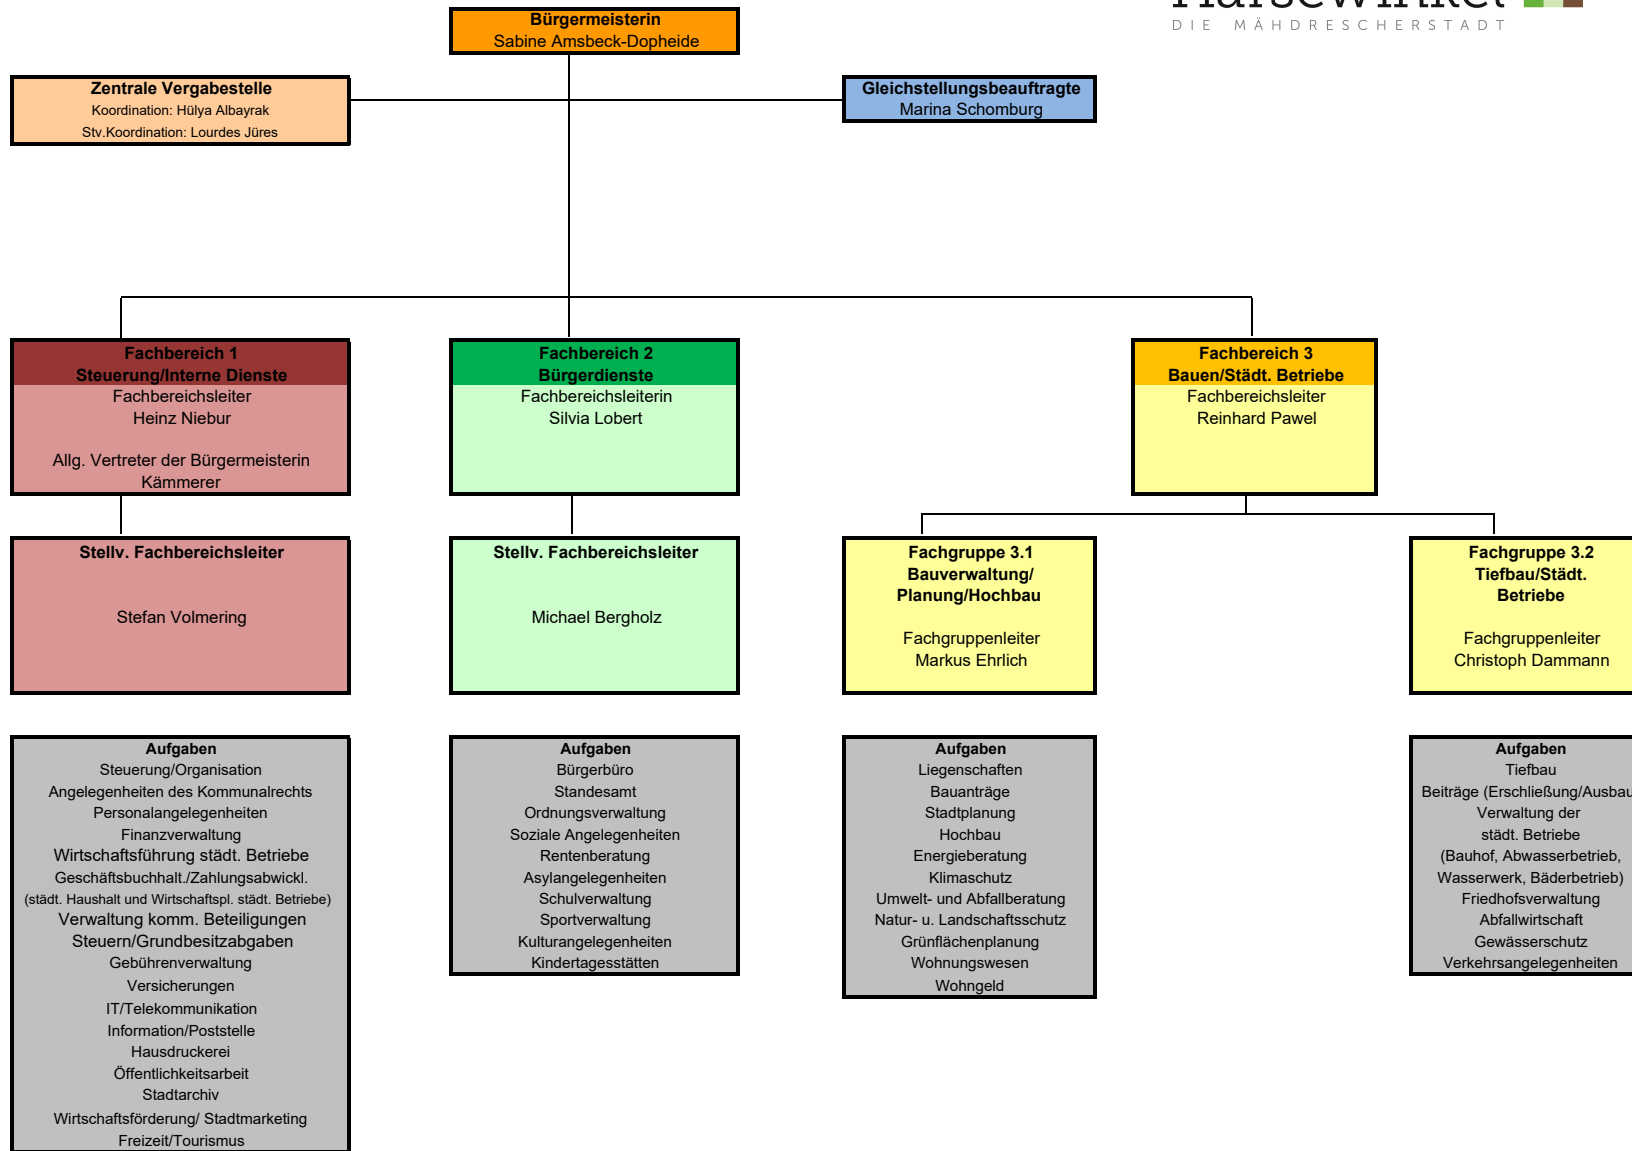 Harsewinkel
DIE MÄHDRESCHERSTADT
Bürgermeisterin
Sabine Amsbeck-Dopheide
Zentrale Vergabestelle
Koordination: Hülya Albayrak
Stv.Koordination: Lourdes Jüres
Gleichstellungsbeauftragte
Marina Schomburg
Fachbereich 1
Steuerung/Interne Dienste
Fachbereichsleiter
Heinz Niebur
Allg. Vertreter der Bürgermeisterin
Kämmerer
Fachbereich 2
Bürgerdienste
Fachbereichsleiterin
Silvia Lobert
Fachbereich 3
Bauen/Städt. Betriebe
Fachbereichsleiter
Reinhard Pawel
Stellv. Fachbereichsleiter
Stefan Volmering
Stellv. Fachbereichsleiter
Michael Bergholz
Fachgruppe 3.1
Bauverwaltung/
Planung/Hochbau
Fachgruppenleiter
Markus Ehrlich
Fachgruppe 3.2
Tiefbau/Städt.
Betriebe
Fachgruppenleiter
Christoph Dammann
Aufgaben
Steuerung/Organisation
Angelegenheiten des Kommunalrechts
Personalangelegenheiten
Finanzverwaltung
Wirtschaftsführung städt. Betriebe
Geschäftsbuchhalt./Zahlungsabwickl.
(städt. Haushalt und Wirtschaftspl. städt. Betriebe)
Verwaltung komm. Beteiligungen
Steuern/Grundbesitzabgaben
Gebührenverwaltung
Versicherungen
IT/Telekommunikation
Information/Poststelle
Hausdruckerei
Öffentlichkeitsarbeit
Stadtarchiv
Wirtschaftsförderung/ Stadtmarketing
Freizeit/Tourismus
Aufgaben
Bürgerbüro
Standesamt
Ordnungsverwaltung
Soziale Angelegenheiten
Rentenberatung
Asylangelegenheiten
Schulverwaltung
Sportverwaltung
Kulturangelegenheiten
Kindertagesstätten
Aufgaben
Liegenschaften
Bauanträge
Stadtplanung
Hochbau
Energieberatung
Klimaschutz
Umwelt- und Abfallberatung
Natur- u. Landschaftsschutz
Grünflächenplanung
Wohnungswesen
Wohngeld
Aufgaben
Tiefbau
Beiträge (Erschließung/Ausbau
Verwaltung der
städt. Betriebe
(Bauhof, Abwasserbetrieb,
Wasserwerk, Bäderbetrieb)
Friedhofsverwaltung
Abfallwirtschaft
Gewässerschutz
Verkehrsangelegenheiten